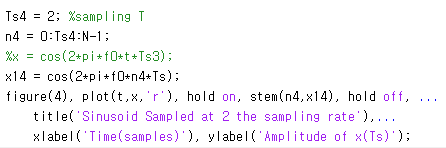 Ts4 = 2; %sampling T
n4 = 0:Ts4:N-1;
%x = cos(2*pi*f0*t*Ts3);
x14 = cos(2*pi*f0*n4*Ts);
figure(4), plot(t,x,'r'), hold on, stem(n4,x14), hold off, ...
title('Sinusoid Sampled at 2 the sampling rate'),...
xlabel('Time(samples)'), ylabel('Amplitude of x(Ts)');